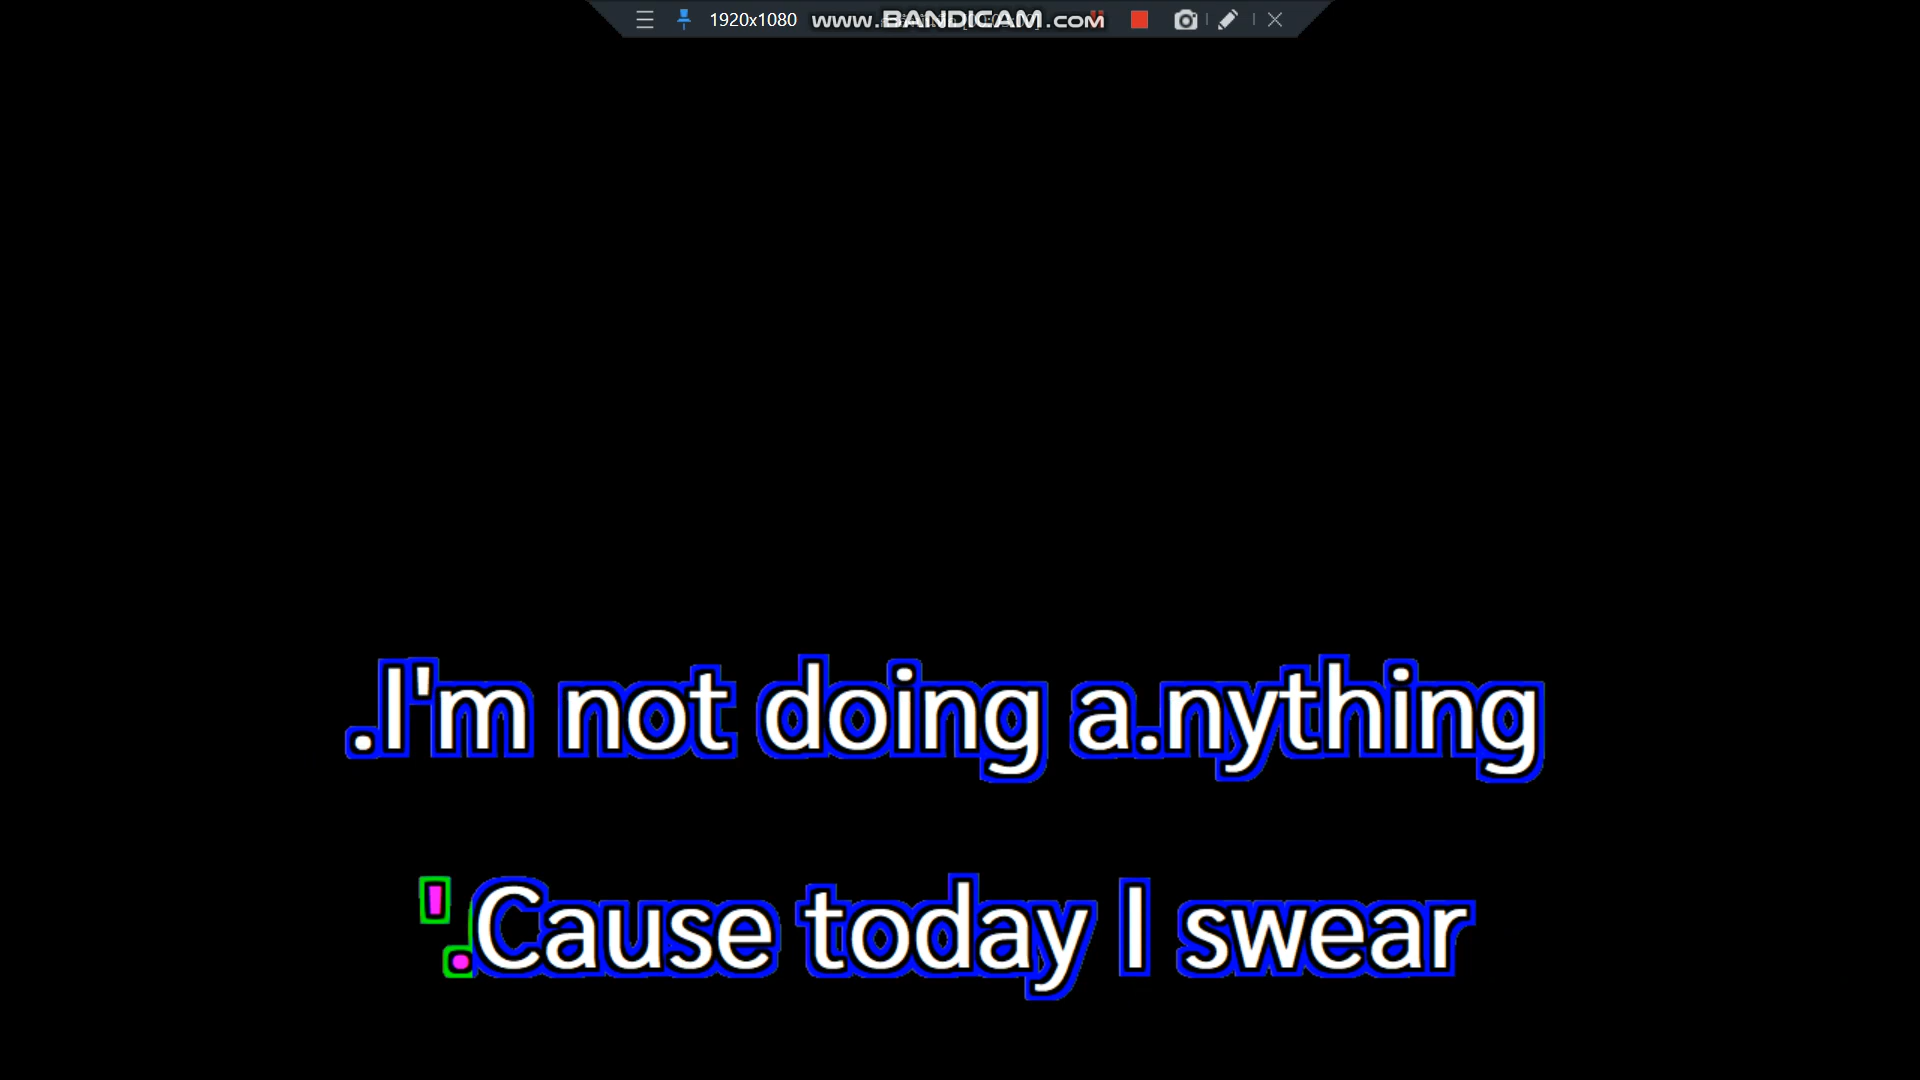 1920x1080 www.BANDICAM.com
.I'm not doing a.nything
'.Cause today I swear